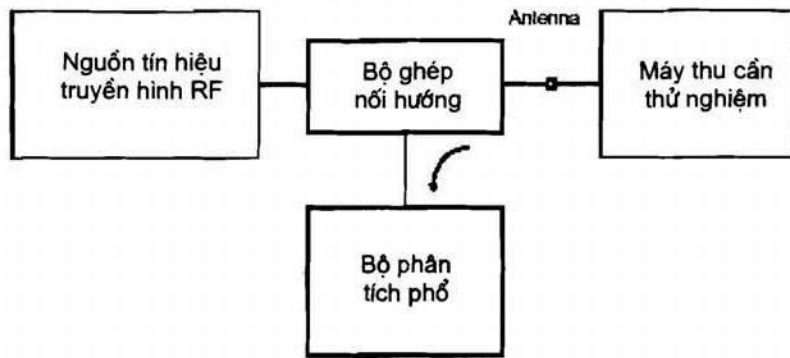 Antenna
Nguồn tín hiệu
truyền hình RF
Bộ ghép
nối hướng
Máy thu cần
thử nghiệm
Bộ phân
tích phổ